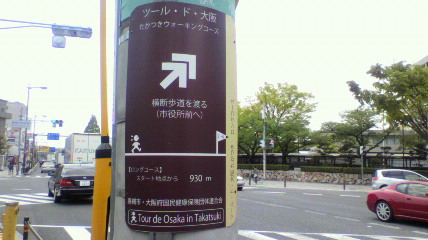 ツール・ド・大阪
たかつきウォーキングコース
横断歩道を渡る
(市役所前へ)
【ロングコース】
スタート地点から 930 m
高槻市・大阪府国民健康保険団体連合会
Tour de Osaka in Takatsuki